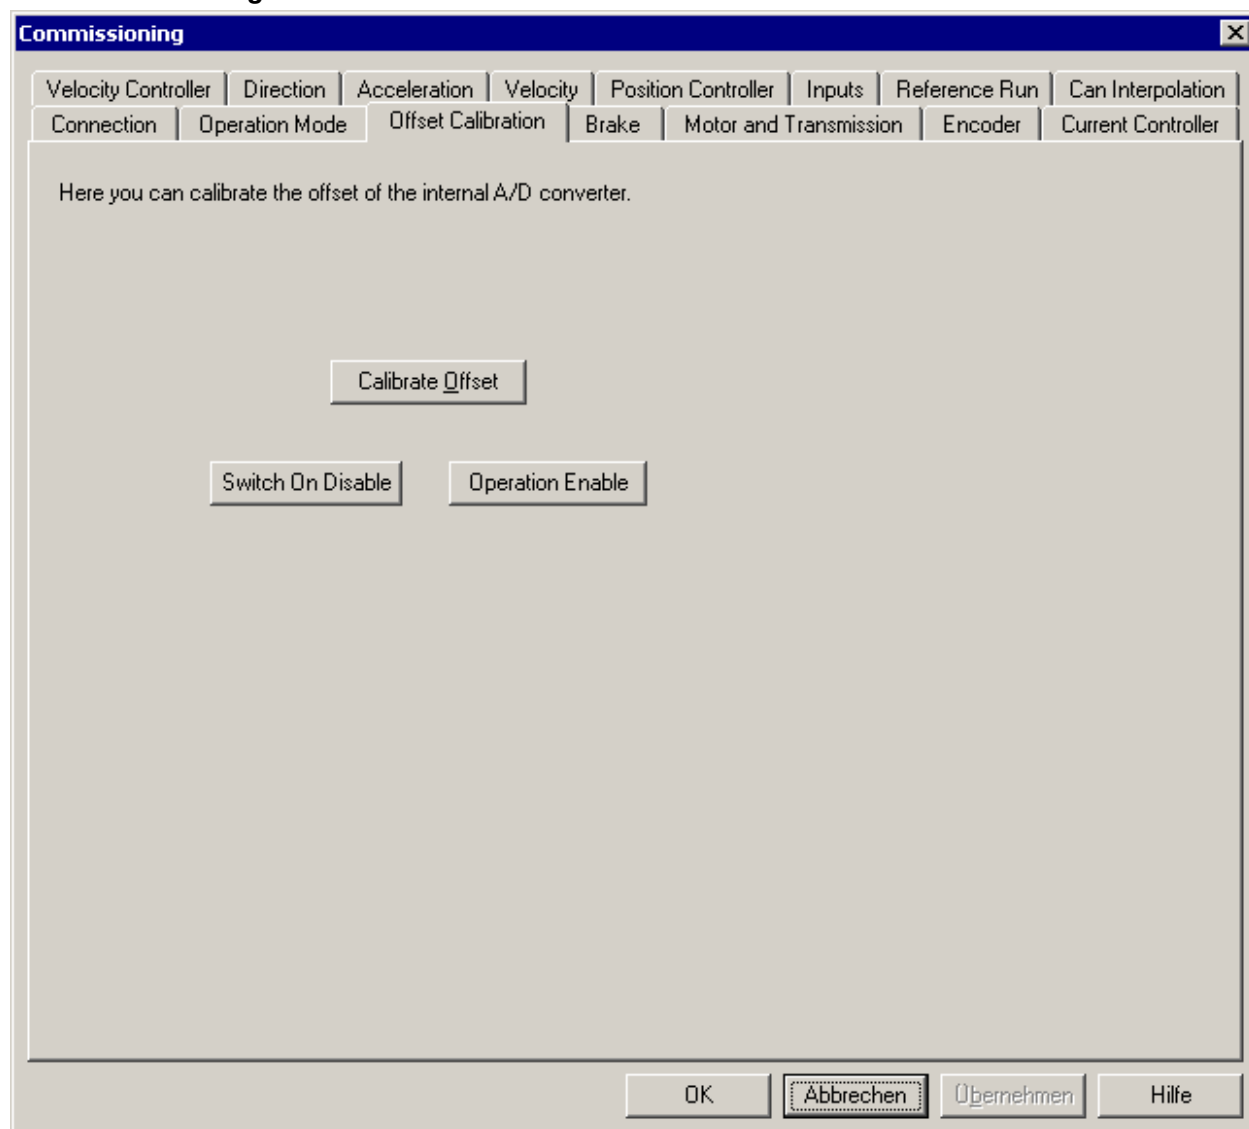 Commissioning
Velocity Controller Direction Acceleration Velocity Position Controller Inputs Reference Run Can Interpolation
Connection Operation Mode Offset Calibration Brake Motor and Transmission Encoder Current Controller
Here you can calibrate the offset of the internal A/D converter.
Calibrate Offset
Switch On Disable Operation Enable
OK Abbrechen Übernehmen Hilfe